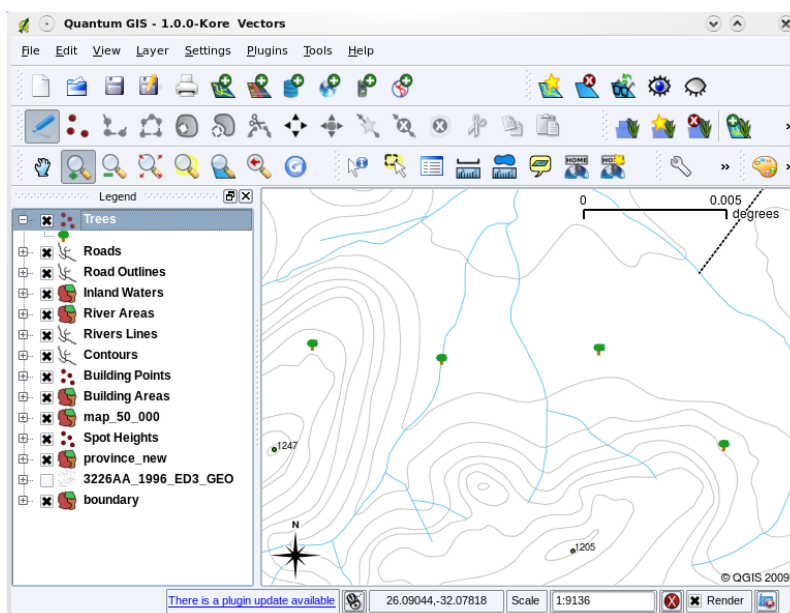 Quantum GIS - 1.0.0-Kore Vectors
File Edit View Layer Settings Plugins Tools Help
»
HOME HOME » »
Legend
Trees
Roads
Road Outlines
Inland Waters
River Areas
Rivers Lines
Contours
Building Points
Building Areas
map_50_000
Spot Heights
province_new
3226AA_1996_ED3_GEO
boundary
0 0.005
degrees
1247
1205
N
© QGIS 2009
There is a plugin update available 26.09044,-32.07818 Scale 1:9136 Render